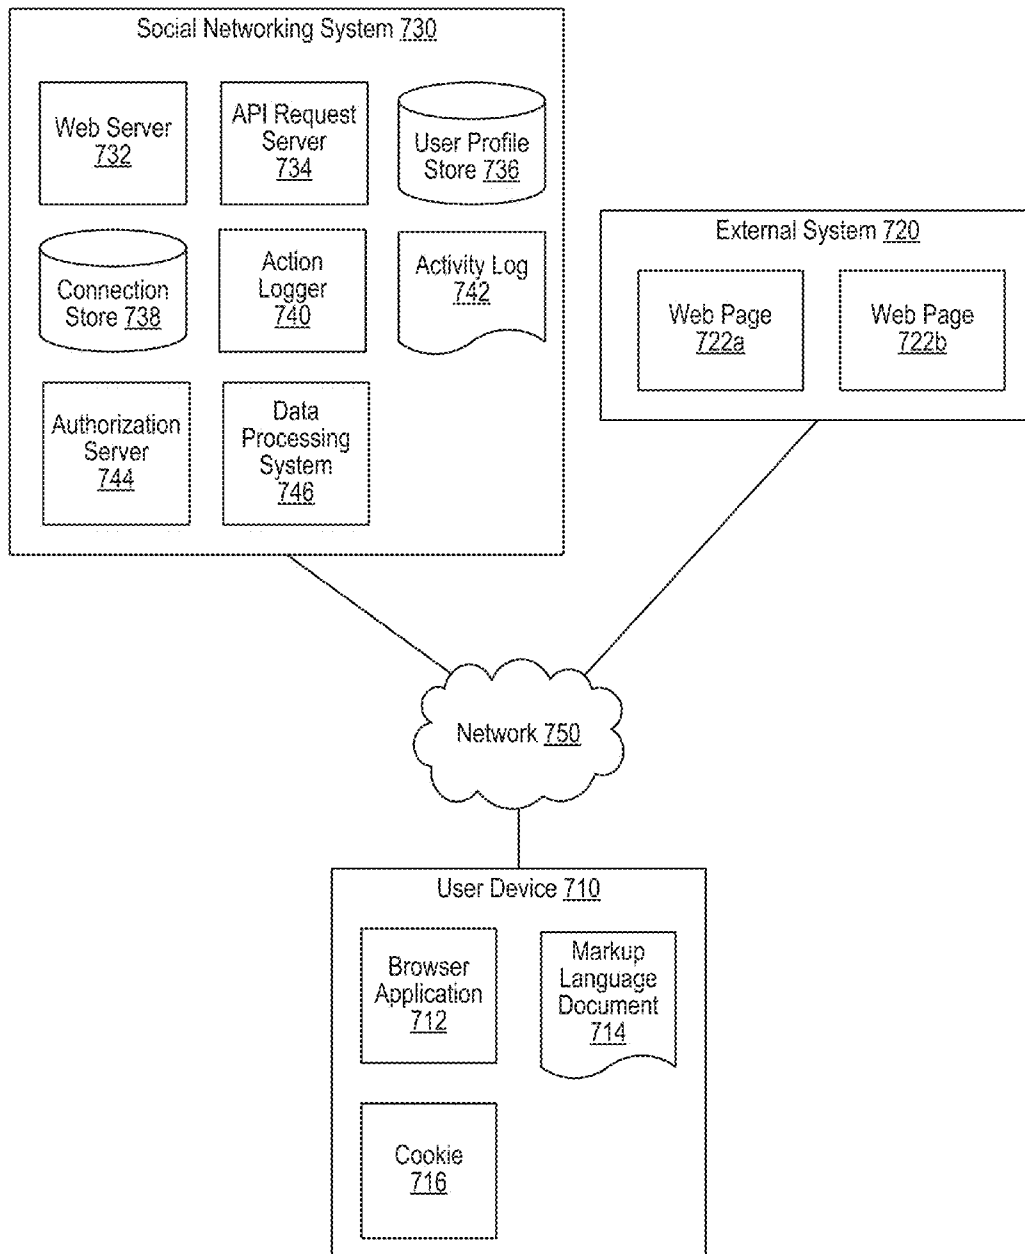 Social Networking System 730
Web Server
732
API Request
Server
734
User Profile
Store 736
Connection
Store 738
Action
Logger
740
Activity Log
742
Authorization
Server
744
Data
Processing
System
746
External System 720
Web Page
722a
Web Page
722b
Network 750
User Device 710
Browser
Application
712
Markup
Language
Document
714
Cookie
716